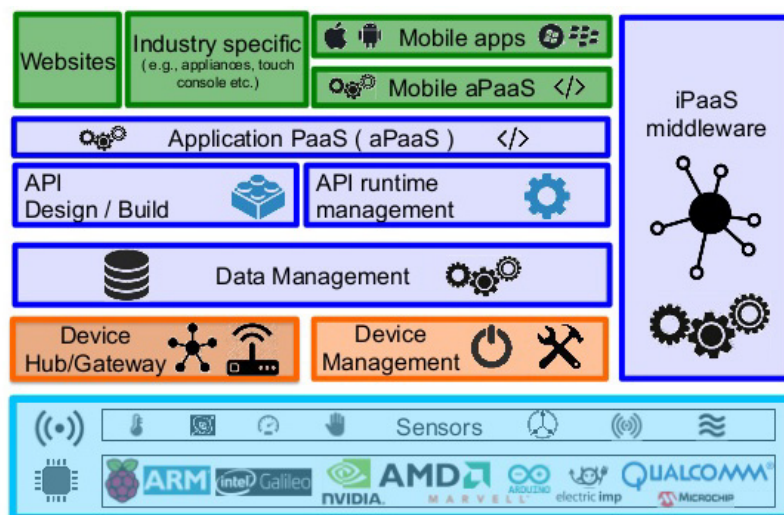 Websites
Industry specific
( e.g., appliances, touch
console etc.)
Mobile apps
Mobile aPaaS </>
iPaaS
middleware
Application PaaS ( aPaaS ) </>
API
Design / Build
API runtime
management
Data Management
Device
Hub/Gateway
Device
Management
Sensors
ARM
intel Galileo
NVIDIA.
AMD
MARVELL
ARDUINO
electric imp
QUALCOMM®
MICROCHIP